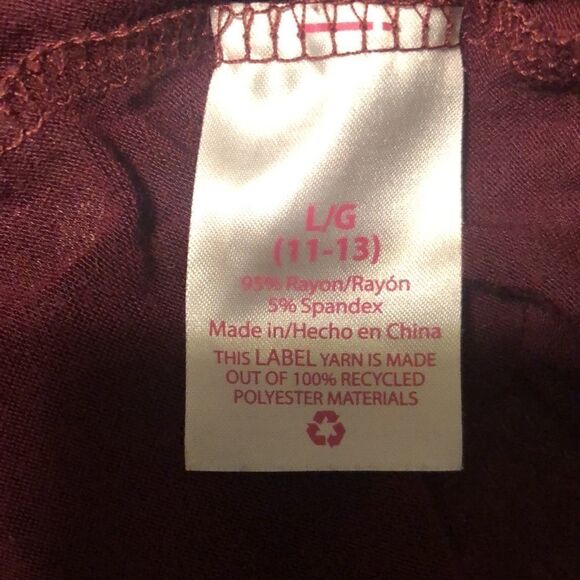 L/G
(11-13)
95% Rayon/Rayón
5% Spandex
Made in/Hecho en China
THIS LABEL YARN IS MADE
OUT OF 100% RECYCLED
POLYESTER MATERIALS